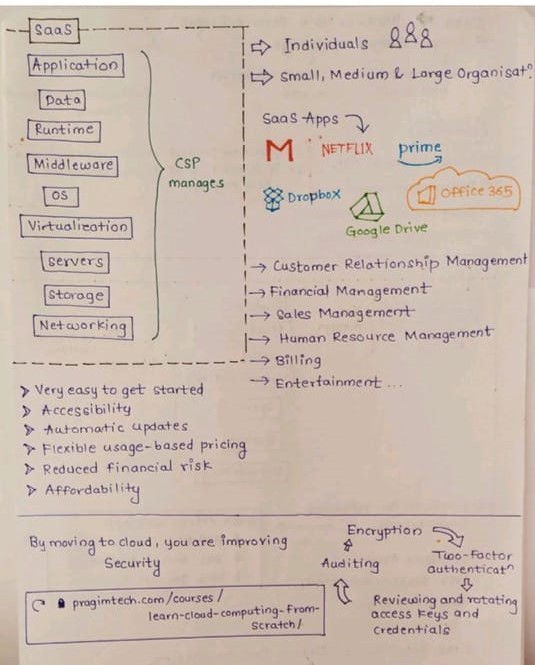 SaaS
Application
Data
Runtime
Middleware
OS
Virtualization
Servers
Storage
Networking
CSP
manages
Individuals
Small, Medium & Large Organisatⁿ
SaaS Apps
M
NETFLIX
prime
Dropbox
Google Drive
Office 365
Customer Relationship Management
Financial Management
Sales Management
Human Resource Management
Billing
Entertainment ...
Very easy to get started
Accessibility
Automatic updates
Flexible usage-based pricing
Reduced financial risk
Affordability
By moving to cloud, you are improving
Security
pragimtech.com/courses/
learn-cloud-computing-from-
scratch/
Encryption
Two-Factor
authenticatⁿ
Reviewing and rotating
access keys and
credentials
Auditing